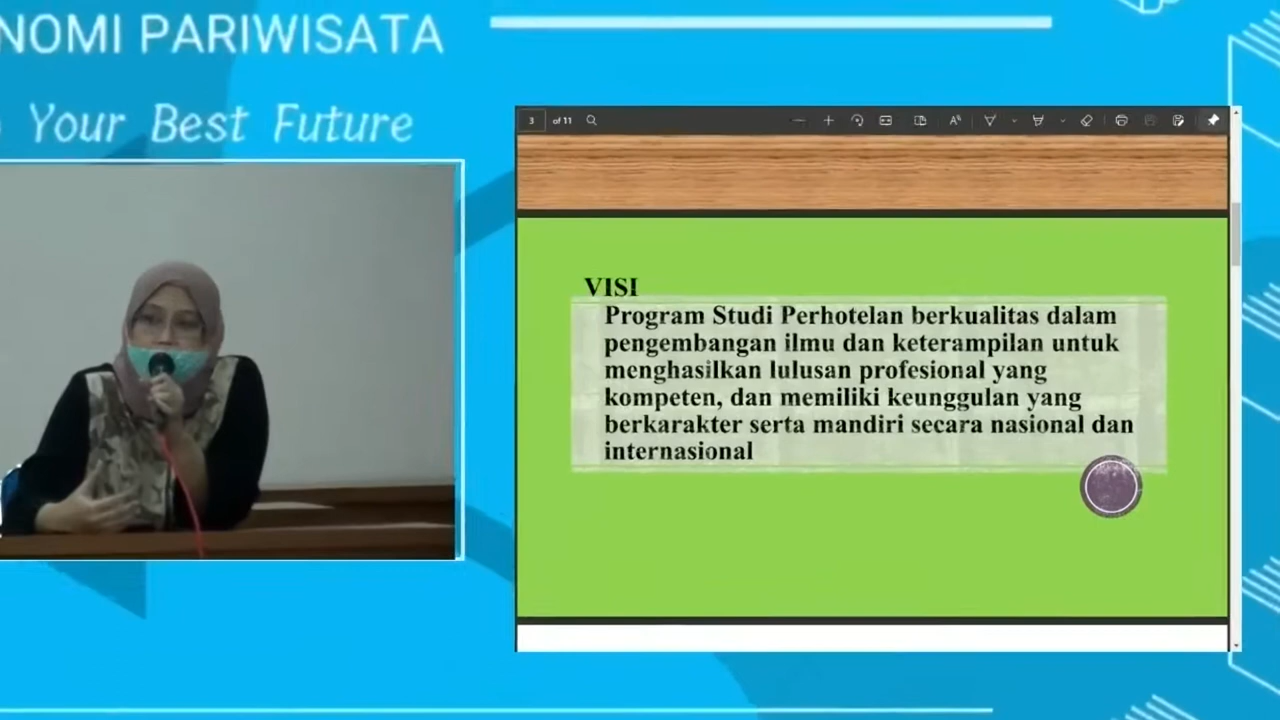 NOMI PARIWISATA
Your Best Future
3 of 11
VISI
Program Studi Perhotelan berkualitas dalam
pengembangan ilmu dan keterampilan untuk
menghasilkan lulusan profesional yang
kompeten, dan memiliki keunggulan yang
berkarakter serta mandiri secara nasional dan
internasional